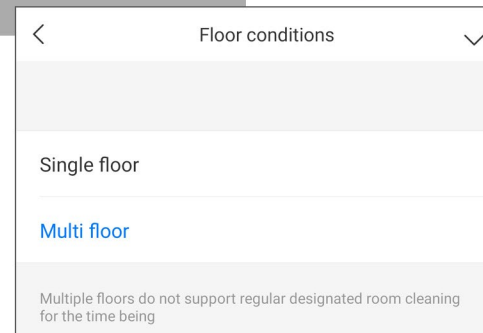 Floor conditions
Single floor
Multi floor
Multiple floors do not support regular designated room cleaning
for the time being